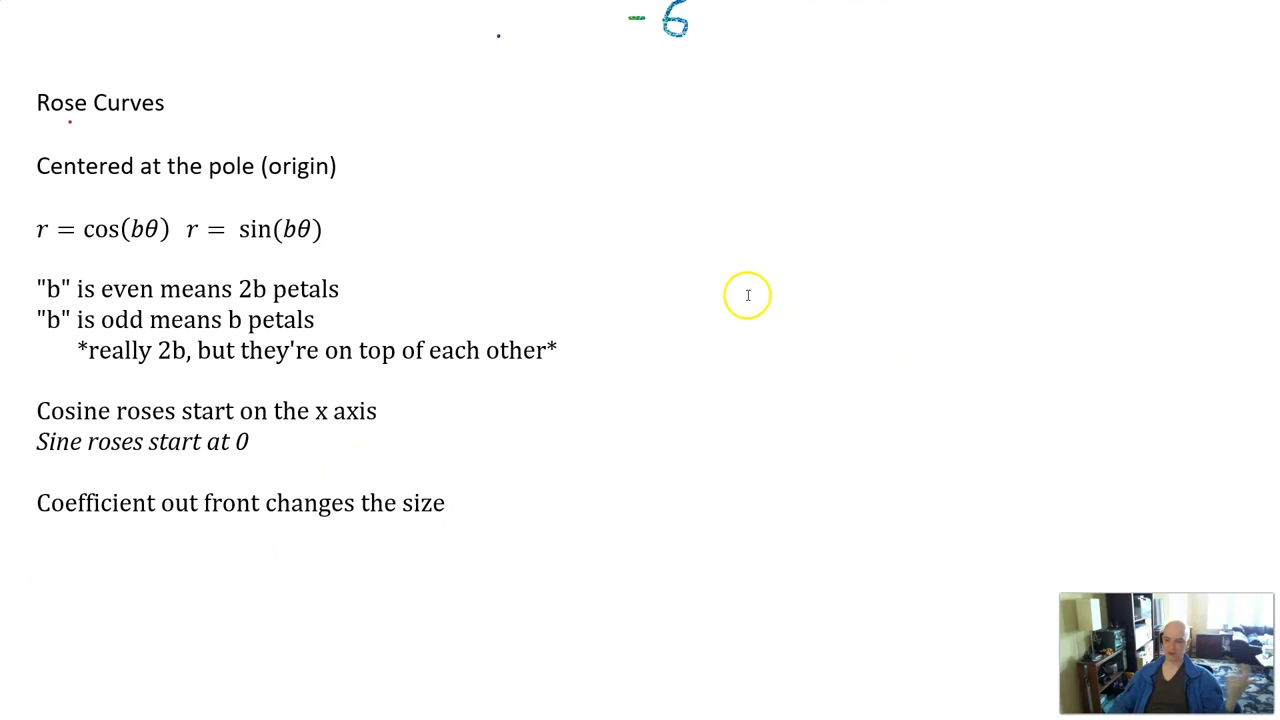 - 6
Rose Curves
Centered at the pole (origin)
r = cos(bθ) r = sin(bθ)
"b" is even means 2b petals
"b" is odd means b petals
*really 2b, but they're on top of each other*
Cosine roses start on the x axis
Sine roses start at 0
Coefficient out front changes the size